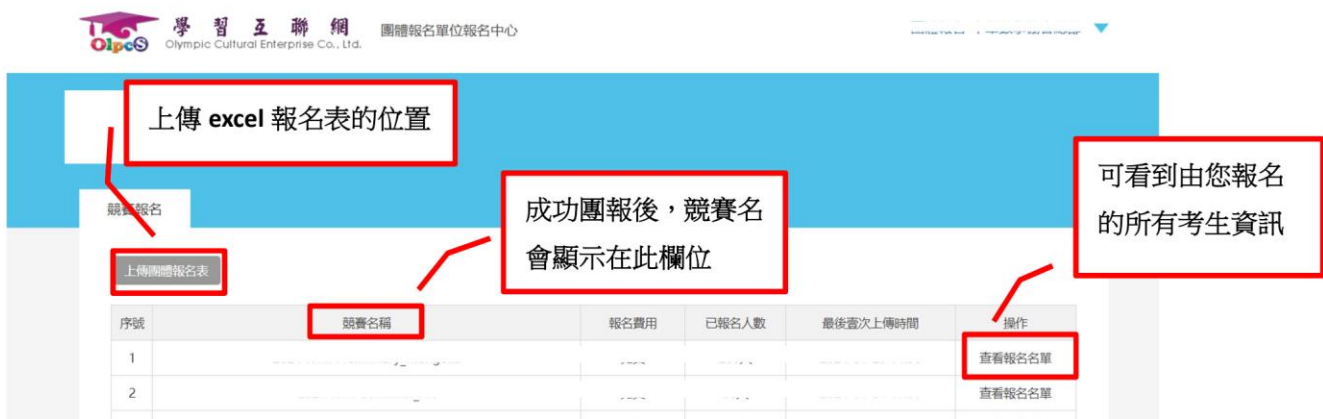 學習互聯網
團體報名單位報名中心
OlpcS
Olympic Cultural Enterprise Co., Ltd.
上傳 excel 報名表的位置
可看到由您報名
的所有考生資訊
成功團報後，競賽名
會顯示在此欄位
競賽報名
上傳團體報名表
序號 競賽名稱 報名費用 已報名人數 最後壹次上傳時間 操作
1 查看報名名單
2 查看報名名單